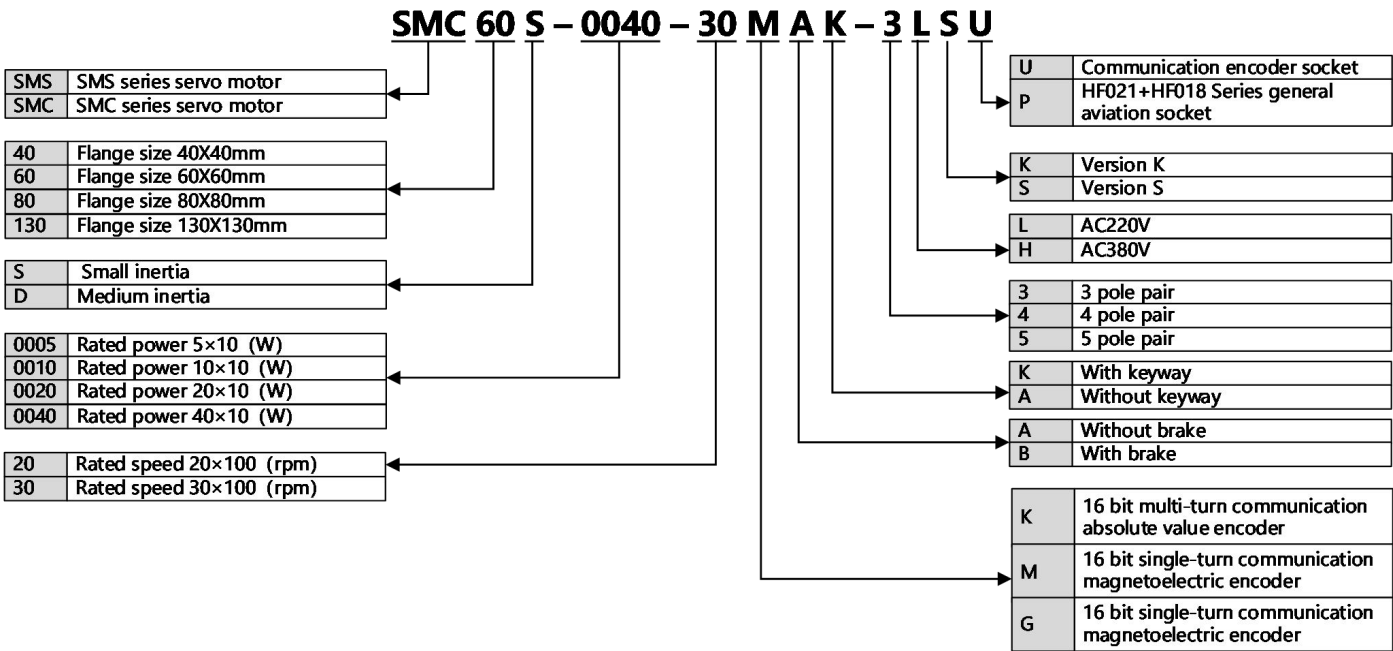 SMC 60 S – 0040 – 30 M A K – 3 L S U
SMS SMS series servo motor
SMC SMC series servo motor
40 Flange size 40X40mm
60 Flange size 60X60mm
80 Flange size 80X80mm
130 Flange size 130X130mm
S Small inertia
D Medium inertia
0005 Rated power 5×10 (W)
0010 Rated power 10×10 (W)
0020 Rated power 20×10 (W)
0040 Rated power 40×10 (W)
20 Rated speed 20×100 (rpm)
30 Rated speed 30×100 (rpm)
U Communication encoder socket
P HF021+HF018 Series general
aviation socket
K Version K
S Version S
L AC220V
H AC380V
3 3 pole pair
4 4 pole pair
5 5 pole pair
K With keyway
A Without keyway
A Without brake
B With brake
K 16 bit multi-turn communication
absolute value encoder
M 16 bit single-turn communication
magnetoelectric encoder
G 16 bit single-turn communication
magnetoelectric encoder